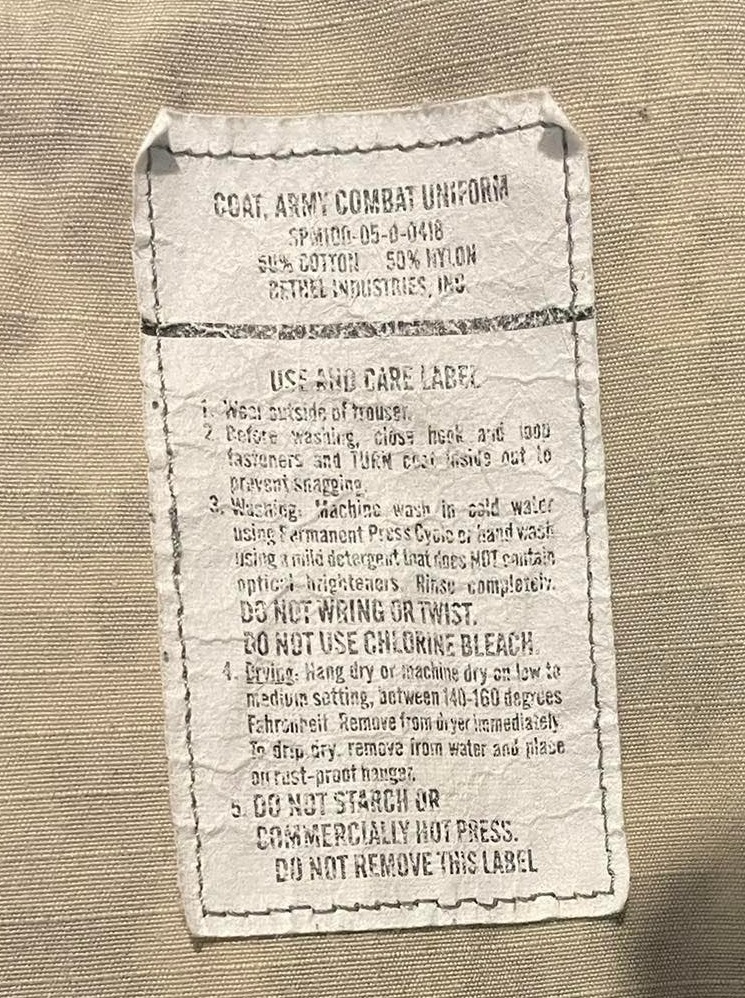 COAT, ARMY COMBAT UNIFORM
SPM100-05-D-0418
50% COTTON 50% NYLON
BETHEL INDUSTRIES, INC.
USE AND CARE LABEL
1. Wear outside of trouser.
2. Before washing, close hook and loop
fasteners and TURN coat inside out to
prevent snagging.
3. Washing: Machine wash in cold water
using Permanent Press Cycle or hand wash
using a mild detergent that does NOT contain
optical brighteners. Rinse completely.
DO NOT WRING OR TWIST.
DO NOT USE CHLORINE BLEACH.
4. Drying: Hang dry or machine dry on low to
medium setting, between 140-160 degrees
Fahrenheit. Remove from dryer immediately.
To drip dry, remove from water and place
on rust-proof hanger.
5. DO NOT STARCH OR
COMMERCIALLY HOT PRESS.
DO NOT REMOVE THIS LABEL